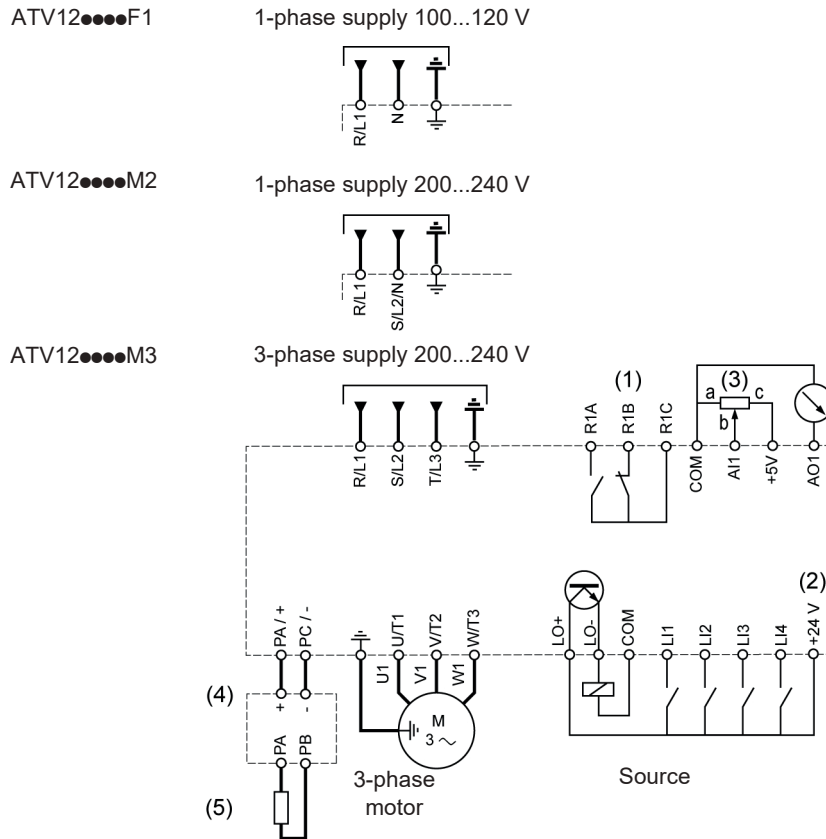 ATV12●●●●F1 1-phase supply 100...120 V
R/L1 N
ATV12●●●●M2 1-phase supply 200...240 V
R/L1 S/L2/N
ATV12●●●●M3 3-phase supply 200...240 V
(1) (3)
a c
b
R1A R1B R1C
R/L1 S/L2 T/L3 COM AI1 +5V AO1
(2)
PA / + PC / - U/T1 V/T2 W/T3 LO+ LO- COM LI1 LI2 LI3 LI4 +24 V
U1 V1 W1
(4)
+ -
M
3 ~
PA PB
3-phase
motor
Source
(5)